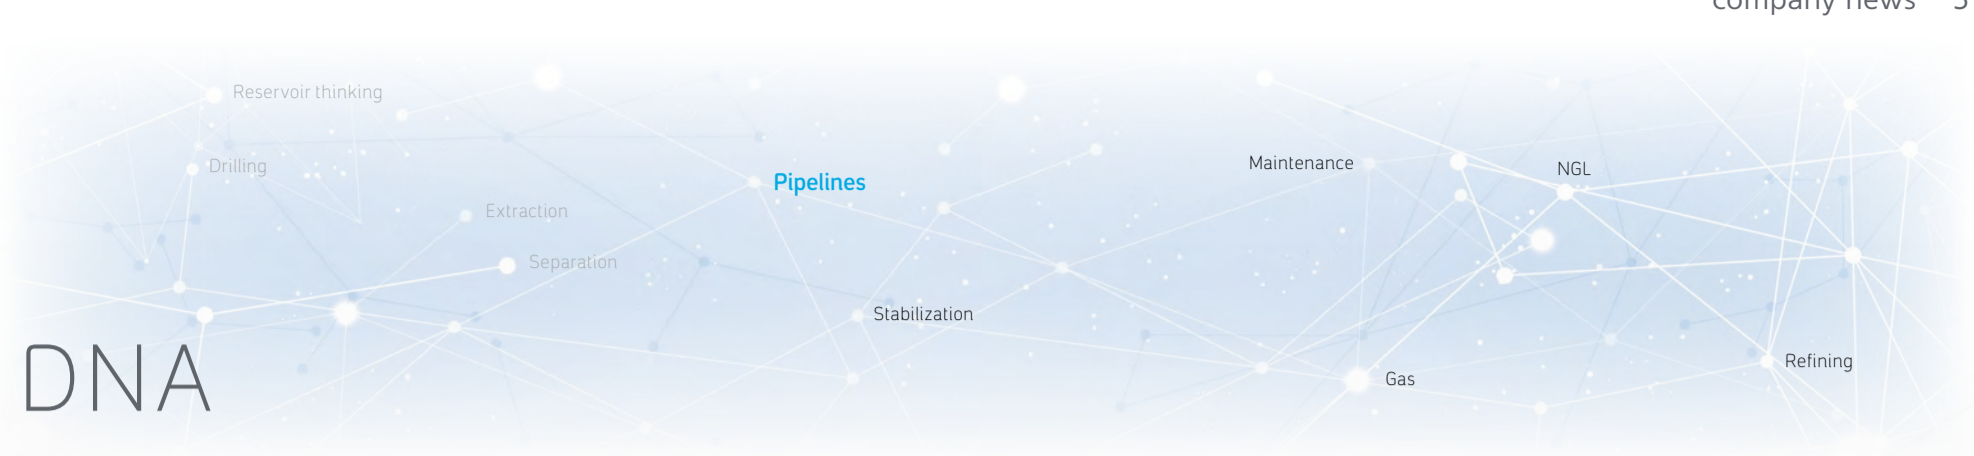 company news 5
Reservoir thinking
Drilling
Pipelines
Maintenance
NGL
Extraction
Separation
Stabilization
DNA
Gas
Refining